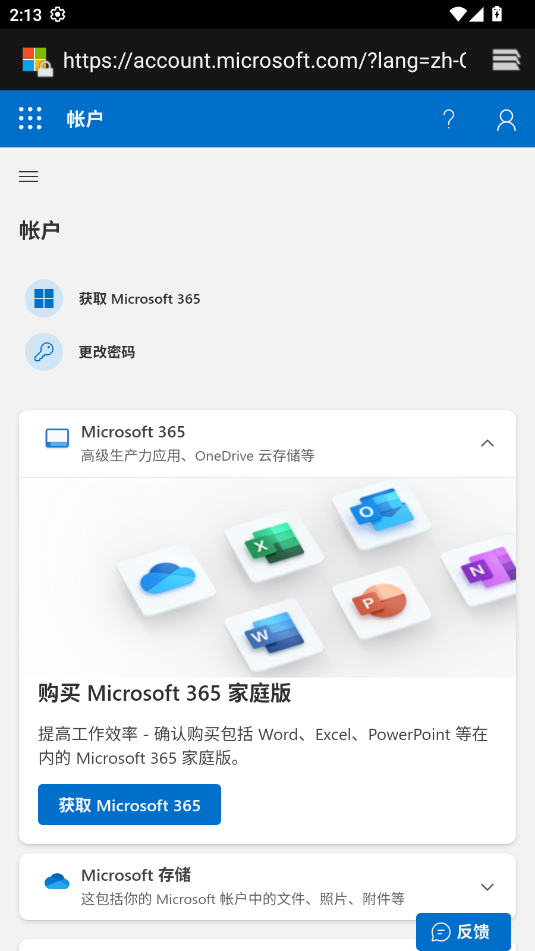 2:13
https://account.microsoft.com/?lang=zh-
帐户
帐户
获取 Microsoft 365
更改密码
Microsoft 365
高级生产力应用、OneDrive 云存储等
购买 Microsoft 365 家庭版
提高工作效率 - 确认购买包括 Word、Excel、PowerPoint 等在
内的 Microsoft 365 家庭版。
获取 Microsoft 365
Microsoft 存储
这包括你的 Microsoft 帐户中的文件、照片、附件等
反馈